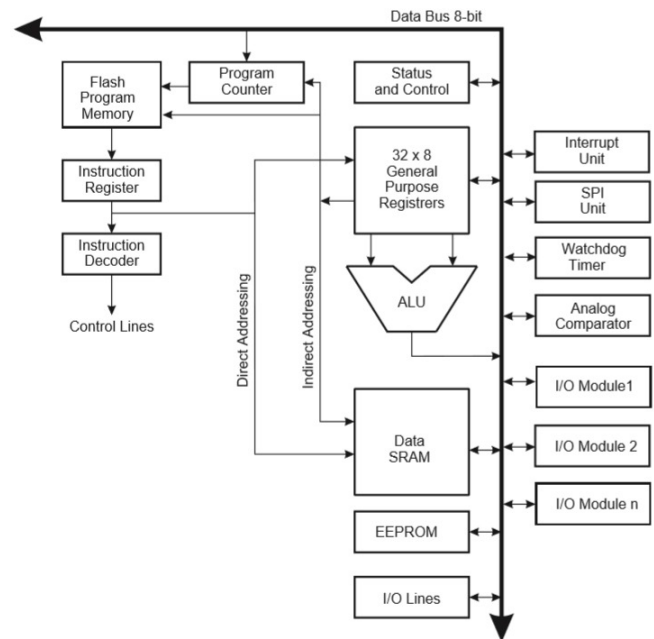 Data Bus 8-bit
Flash
Program
Memory
Program
Counter
Status
and Control
32 x 8
General
Purpose
Registrers
Interrupt
Unit
Instruction
Register
SPI
Unit
Instruction
Decoder
Watchdog
Timer
ALU
Control Lines
Direct Addressing
Indirect Addressing
Analog
Comparator
I/O Module1
Data
SRAM
I/O Module 2
I/O Module n
EEPROM
I/O Lines